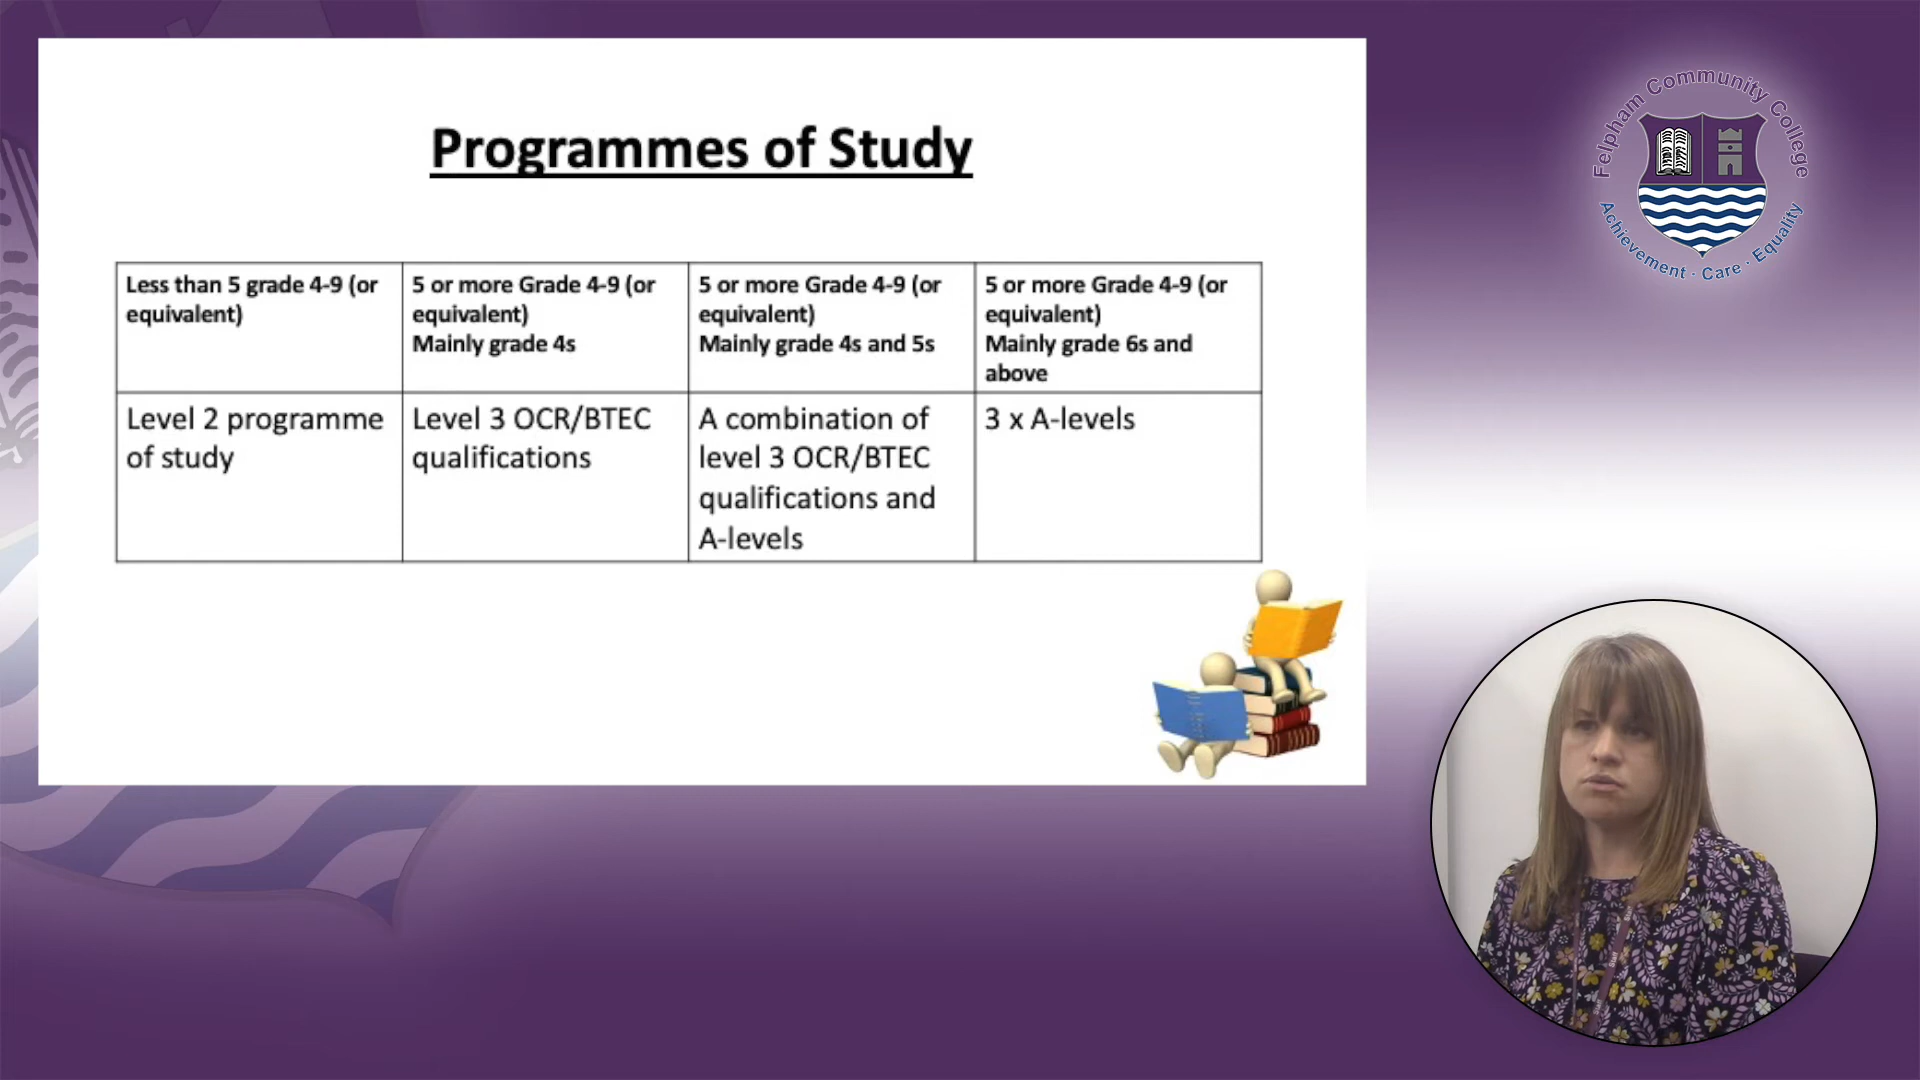 Programmes of Study
Less than 5 grade 4-9 (or
equivalent)
5 or more Grade 4-9 (or
equivalent)
Mainly grade 4s
5 or more Grade 4-9 (or
equivalent)
Mainly grade 4s and 5s
5 or more Grade 4-9 (or
equivalent)
Mainly grade 6s and
above
Level 2 programme
of study
Level 3 OCR/BTEC
qualifications
A combination of
level 3 OCR/BTEC
qualifications and
A-levels
3 x A-levels
Felpham Community College
Achievement · Care · Equality